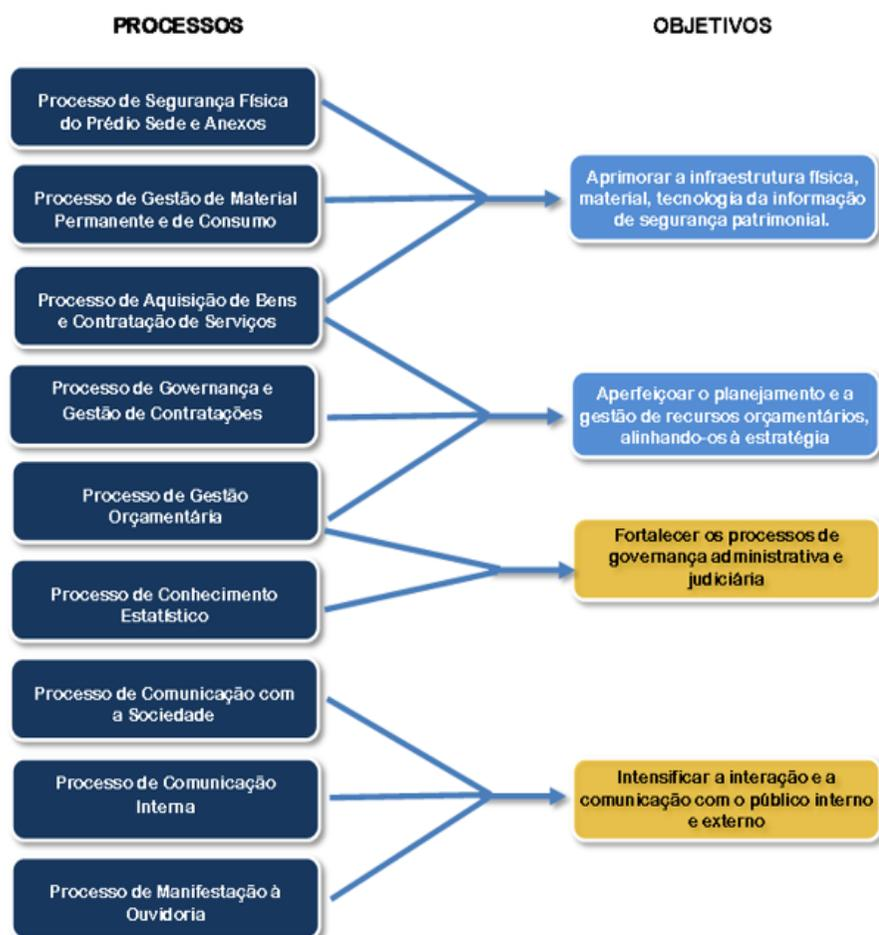 PROCESSOS
OBJETIVOS
Processo de Segurança Física
do Prédio Sede e Anexos
Processo de Gestão de Material
Permanente e de Consumo
Aprimorar a infraestrutura física,
material, tecnologia da informação
de segurança patrimonial.
Processo de Aquisição de Bens
e Contratação de Serviços
Processo de Governança e
Gestão de Contratações
Aperfeiçoar o planejamento e a
gestão de recursos orçamentários,
alinhando-os à estratégia
Processo de Gestão
Orçamentária
Fortalecer os processos de
governança administrativa e
judiciária
Processo de Conhecimento
Estatístico
Processo de Comunicação com
a Sociedade
Processo de Comunicação
Interna
Intensificar a interação e a
comunicação com o público interno
e externo
Processo de Manifestação à
Ouvidoria